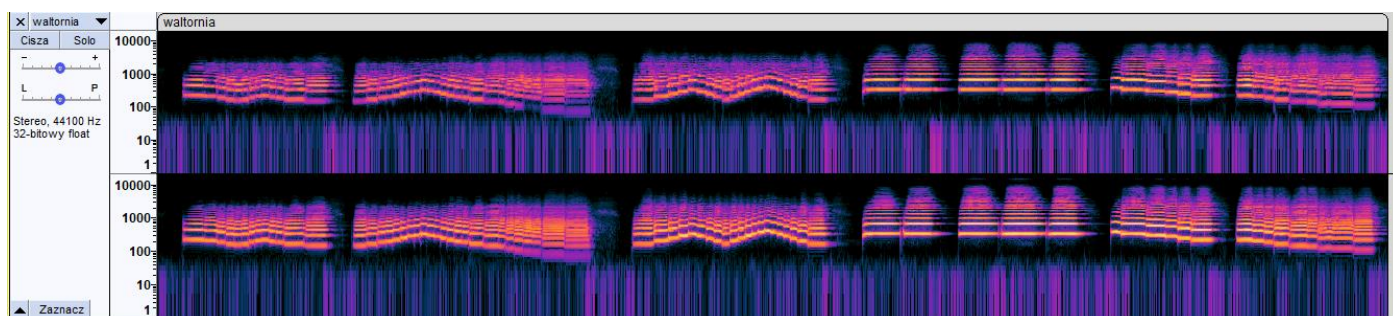 × waltornia ▼
waltornia
Cisza Solo
- +
L P
Stereo, 44100 Hz
32-bitowy float
10000
1000
100
10
1
10000
1000
100
10
1
▲ Zaznacz